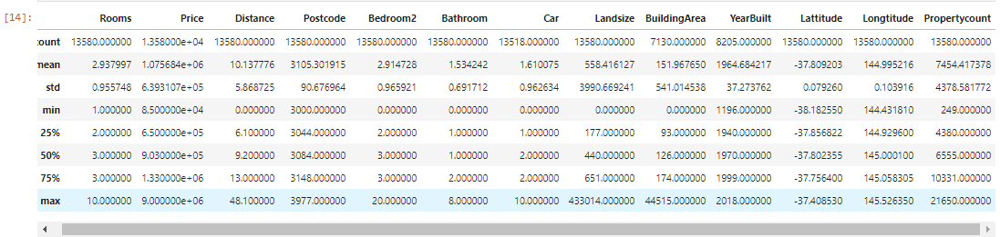 [14]:
Rooms Price Distance Postcode Bedroom2 Bathroom Car Landsize BuildingArea YearBuilt Lattitude Longtitude Propertycount
ount 13580.000000 1.358000e+04 13580.000000 13580.000000 13580.000000 13580.000000 13518.000000 13580.000000 7130.000000 8205.000000 13580.000000 13580.000000 13580.000000
mean 2.937997 1.075684e+06 10.137776 3105.301915 2.914728 1.534242 1.610075 558.416127 151.967650 1964.684217 -37.809203 144.995216 7454.417378
std 0.955748 6.393107e+05 5.868725 90.676964 0.965921 0.691712 0.962634 3990.669241 541.014538 37.273762 0.079260 0.103916 4378.581772
min 1.000000 8.500000e+04 0.000000 3000.000000 0.000000 0.000000 0.000000 0.000000 0.000000 1196.000000 -38.182550 144.431810 249.000000
25% 2.000000 6.500000e+05 6.100000 3044.000000 2.000000 1.000000 1.000000 177.000000 93.000000 1940.000000 -37.856822 144.929600 4380.000000
50% 3.000000 9.030000e+05 9.200000 3084.000000 3.000000 1.000000 2.000000 440.000000 126.000000 1970.000000 -37.802355 145.000100 6555.000000
75% 3.000000 1.330000e+06 13.000000 3148.000000 3.000000 2.000000 2.000000 651.000000 174.000000 1999.000000 -37.756400 145.058305 10331.000000
max 10.000000 9.000000e+06 48.100000 3977.000000 20.000000 8.000000 10.000000 433014.000000 44515.000000 2018.000000 -37.408530 145.526350 21650.000000